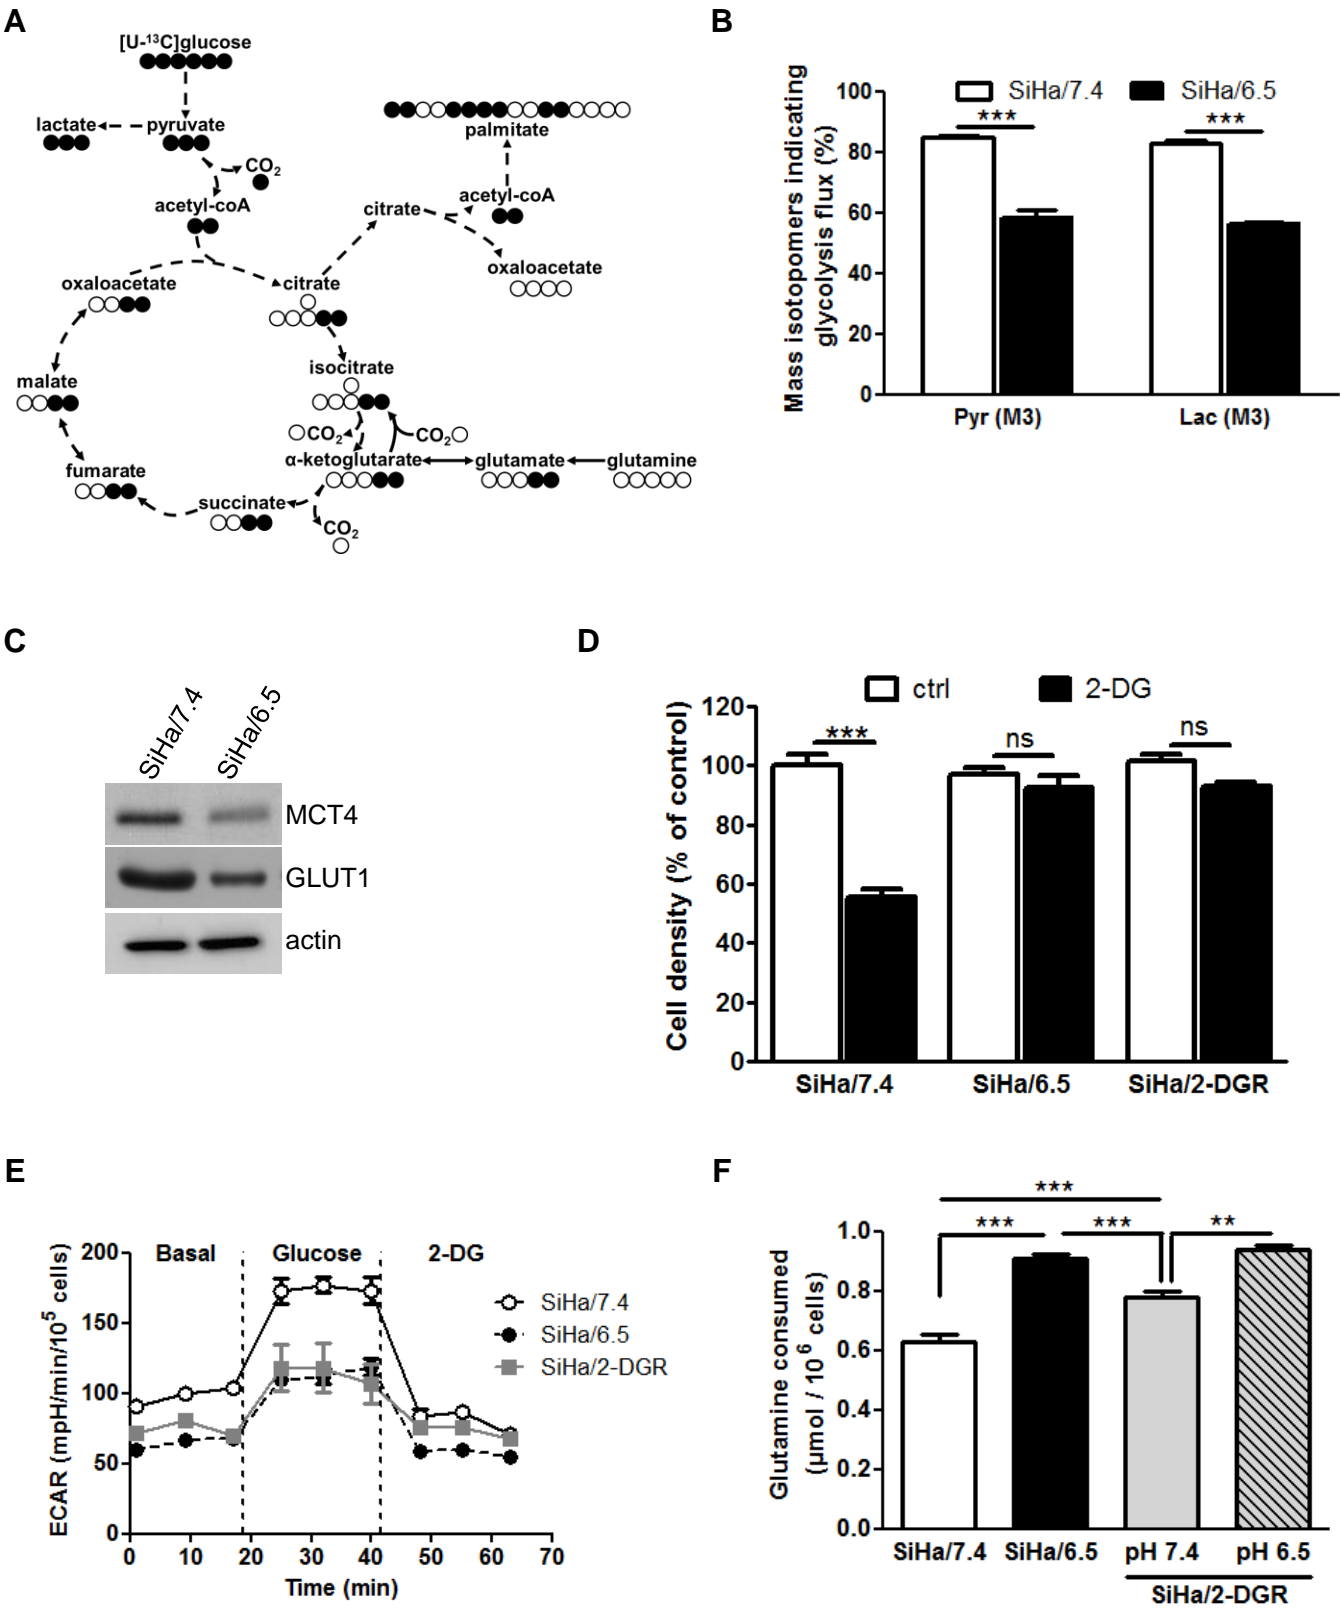 A
[U-¹³C]glucose
lactate
pyruvate
CO₂
acetyl-coA
oxaloacetate
citrate
malate
isocitrate
CO₂
CO₂
α-ketoglutarate
glutamate
glutamine
fumarate
succinate
CO₂
citrate
acetyl-coA
palmitate
oxaloacetate
B
Mass isotopomers indicating
glycolysis flux (%)
SiHa/7.4
SiHa/6.5
100
80
60
40
20
0
***
***
Pyr (M3)
Lac (M3)
C
SiHa/7.4
SiHa/6.5
MCT4
GLUT1
actin
D
ctrl
2-DG
Cell density (% of control)
120
100
80
60
40
20
0
***
ns
ns
SiHa/7.4
SiHa/6.5
SiHa/2-DGR
E
ECAR (mpH/min/10⁵ cells)
200
150
100
50
0
Basal
Glucose
2-DG
SiHa/7.4
SiHa/6.5
SiHa/2-DGR
0
10
20
30
40
50
60
70
Time (min)
F
Glutamine consumed
(μmol / 10⁶ cells)
1.0
0.8
0.6
0.4
0.2
0.0
***
***
***
**
SiHa/7.4
SiHa/6.5
pH 7.4
pH 6.5
SiHa/2-DGR